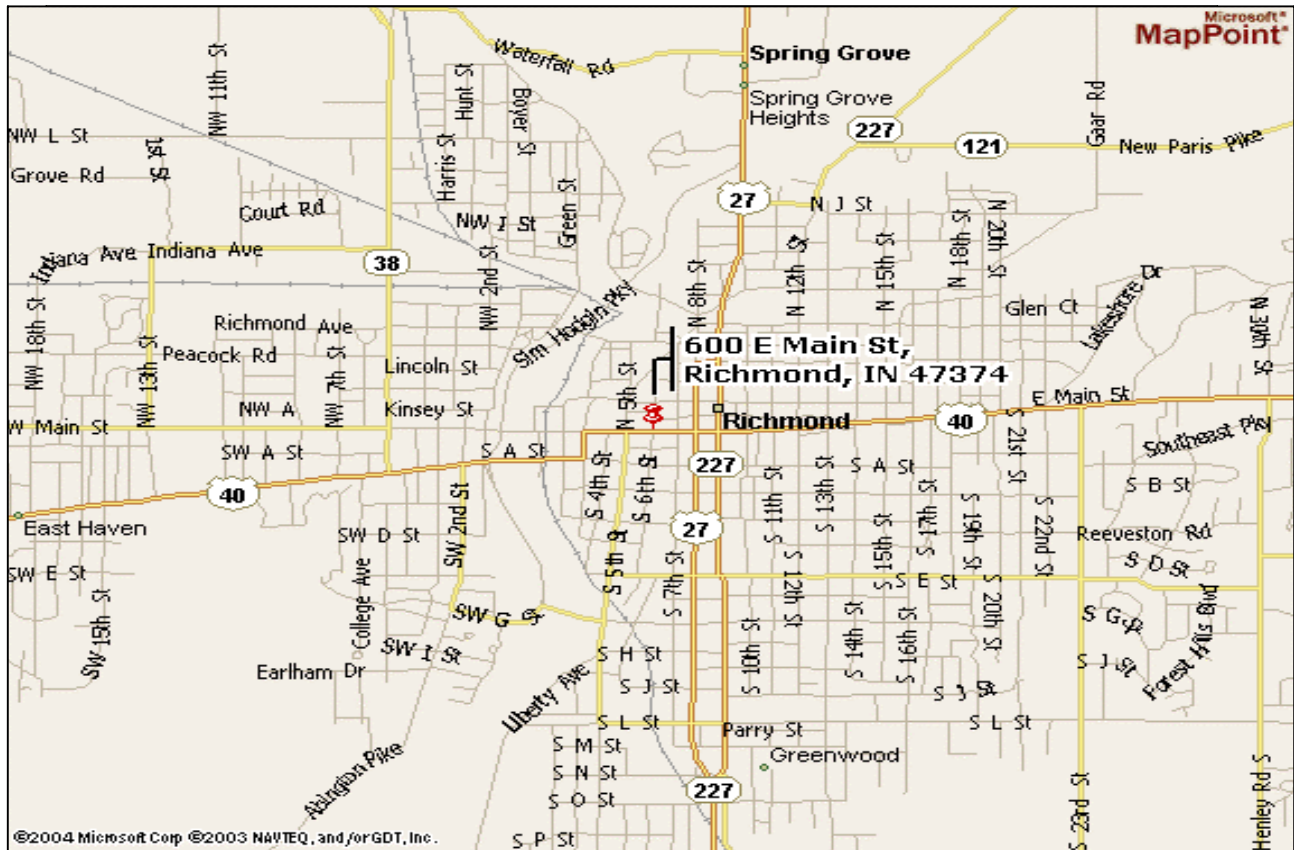 Microsoft®
MapPoint®
Waterfall Rd
Spring Grove
Spring Grove
Heights
NW 11th St
Hunt St
Boyer St
227
Gaar Rd
NW L St
1st St
Harris St
121
New Paris Pike
Grove Rd
Court Rd
NW I St
Green St
27
N J St
N 18th St
N 20th St
Indiana Ave
Indiana Ave
38
NW 2nd St
N 8th St
N 12th St
N 15th St
Lakeshore Dr
Glen Ct
NW 18th St
NW 13th St
Richmond Ave
Peacock Rd
NW 7th St
Sim Hodgin Pky
Lincoln St
N 30th St
600 E Main St,
Richmond, IN 47374
NW A
Kinsey St
N 5th St
Richmond
40
E Main St
W Main St
SW A St
S A St
227
S A St
S 21st St
Southeast Pky
40
S 4th St
S 6th St
S 11th St
S 13th St
S B St
East Haven
SW D St
SW 2nd St
27
S 15th St
S 17th St
S 19th St
S 22nd St
Reeveston Rd
S D St
SW E St
SW 15th St
College Ave
S 5th St
S 7th St
S 12th St
S E St
S 20th St
SW G St
SW I St
S 10th St
S 14th St
S 16th St
Forest Hills Blvd
Earlham Dr
S H St
S J St
S J St
S J St
Liberty Ave
S L St
Parry St
S L St
Abington Pike
S M St
S N St
S O St
S P St
Greenwood
227
S 23rd St
Henley Rd S
©2004 Microsoft Corp ©2003 NAVTEQ, and/or GDT, Inc.